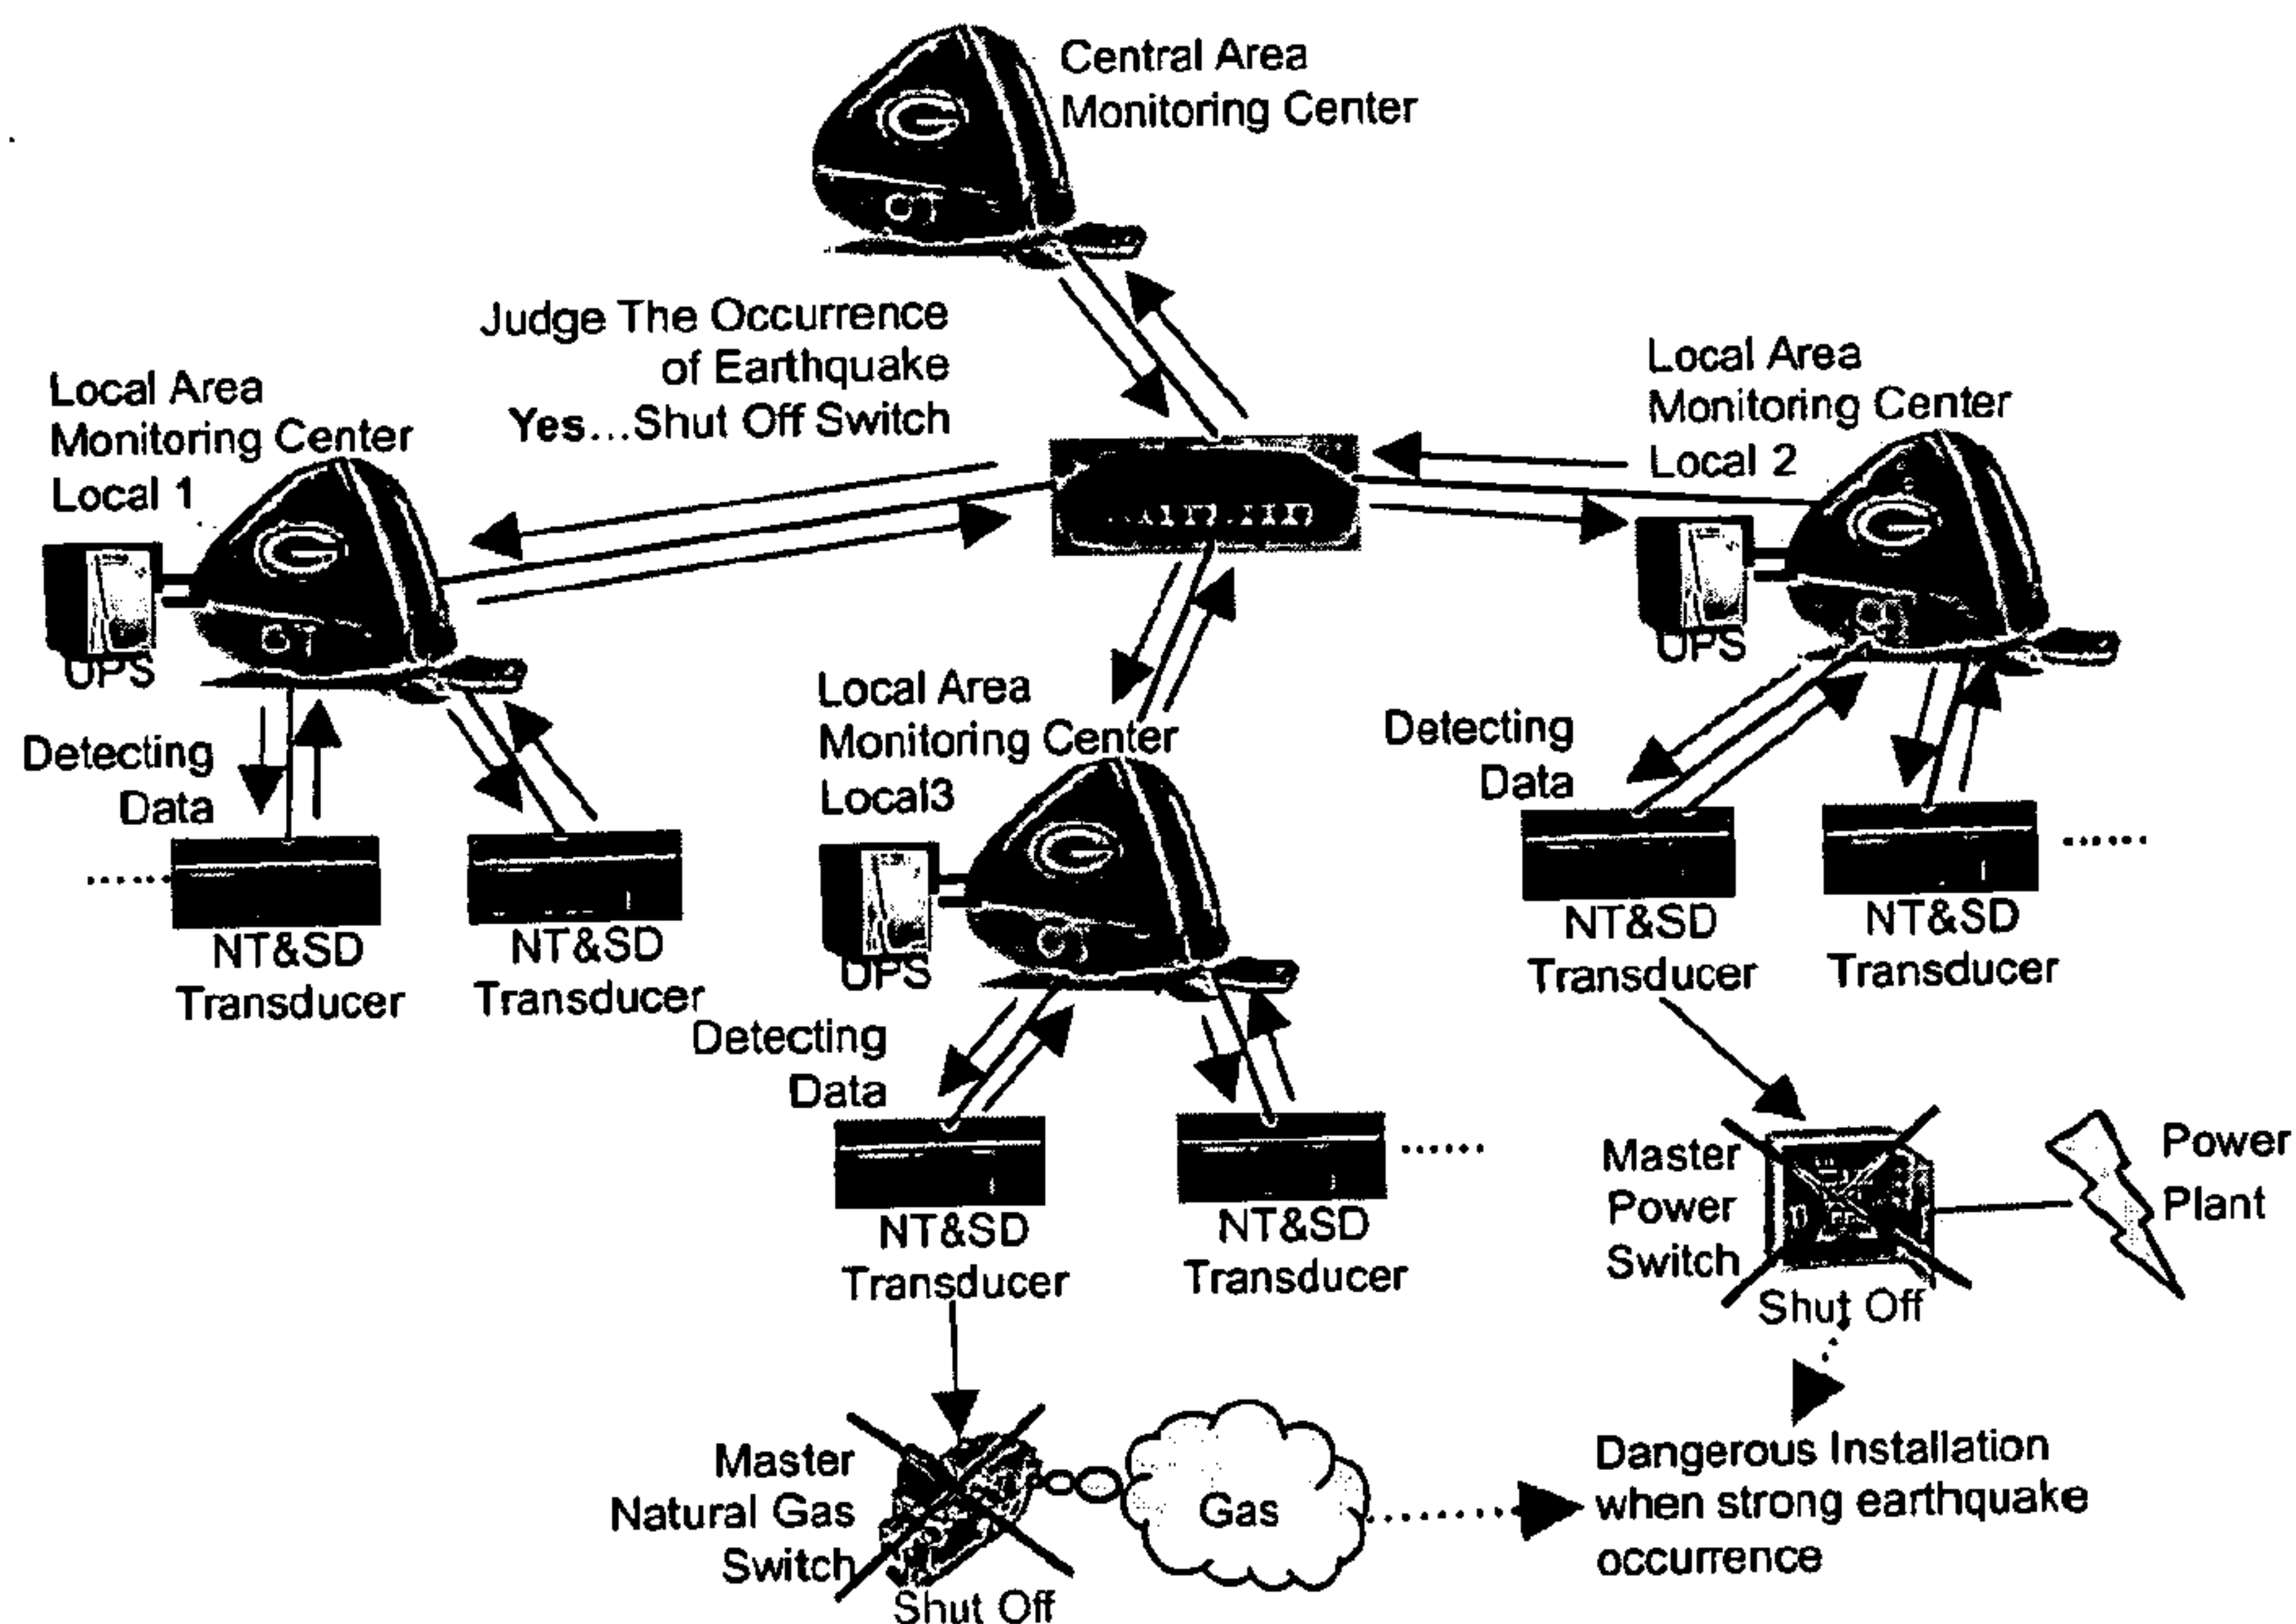 Central Area
Monitoring Center
Judge The Occurrence
of Earthquake
Yes...Shut Off Switch
Local Area
Monitoring Center
Local 1
UPS
Detecting
Data
NT&SD
Transducer
NT&SD
Transducer
Local Area
Monitoring Center
Local 2
UPS
Detecting
Data
NT&SD
Transducer
NT&SD
Transducer
Local Area
Monitoring Center
Local3
UPS
Detecting
Data
NT&SD
Transducer
NT&SD
Transducer
Master
Power
Switch
Shut Off
Power
Plant
Master
Natural Gas
Switch
Shut Off
Gas
Dangerous Installation
when strong earthquake
occurrence